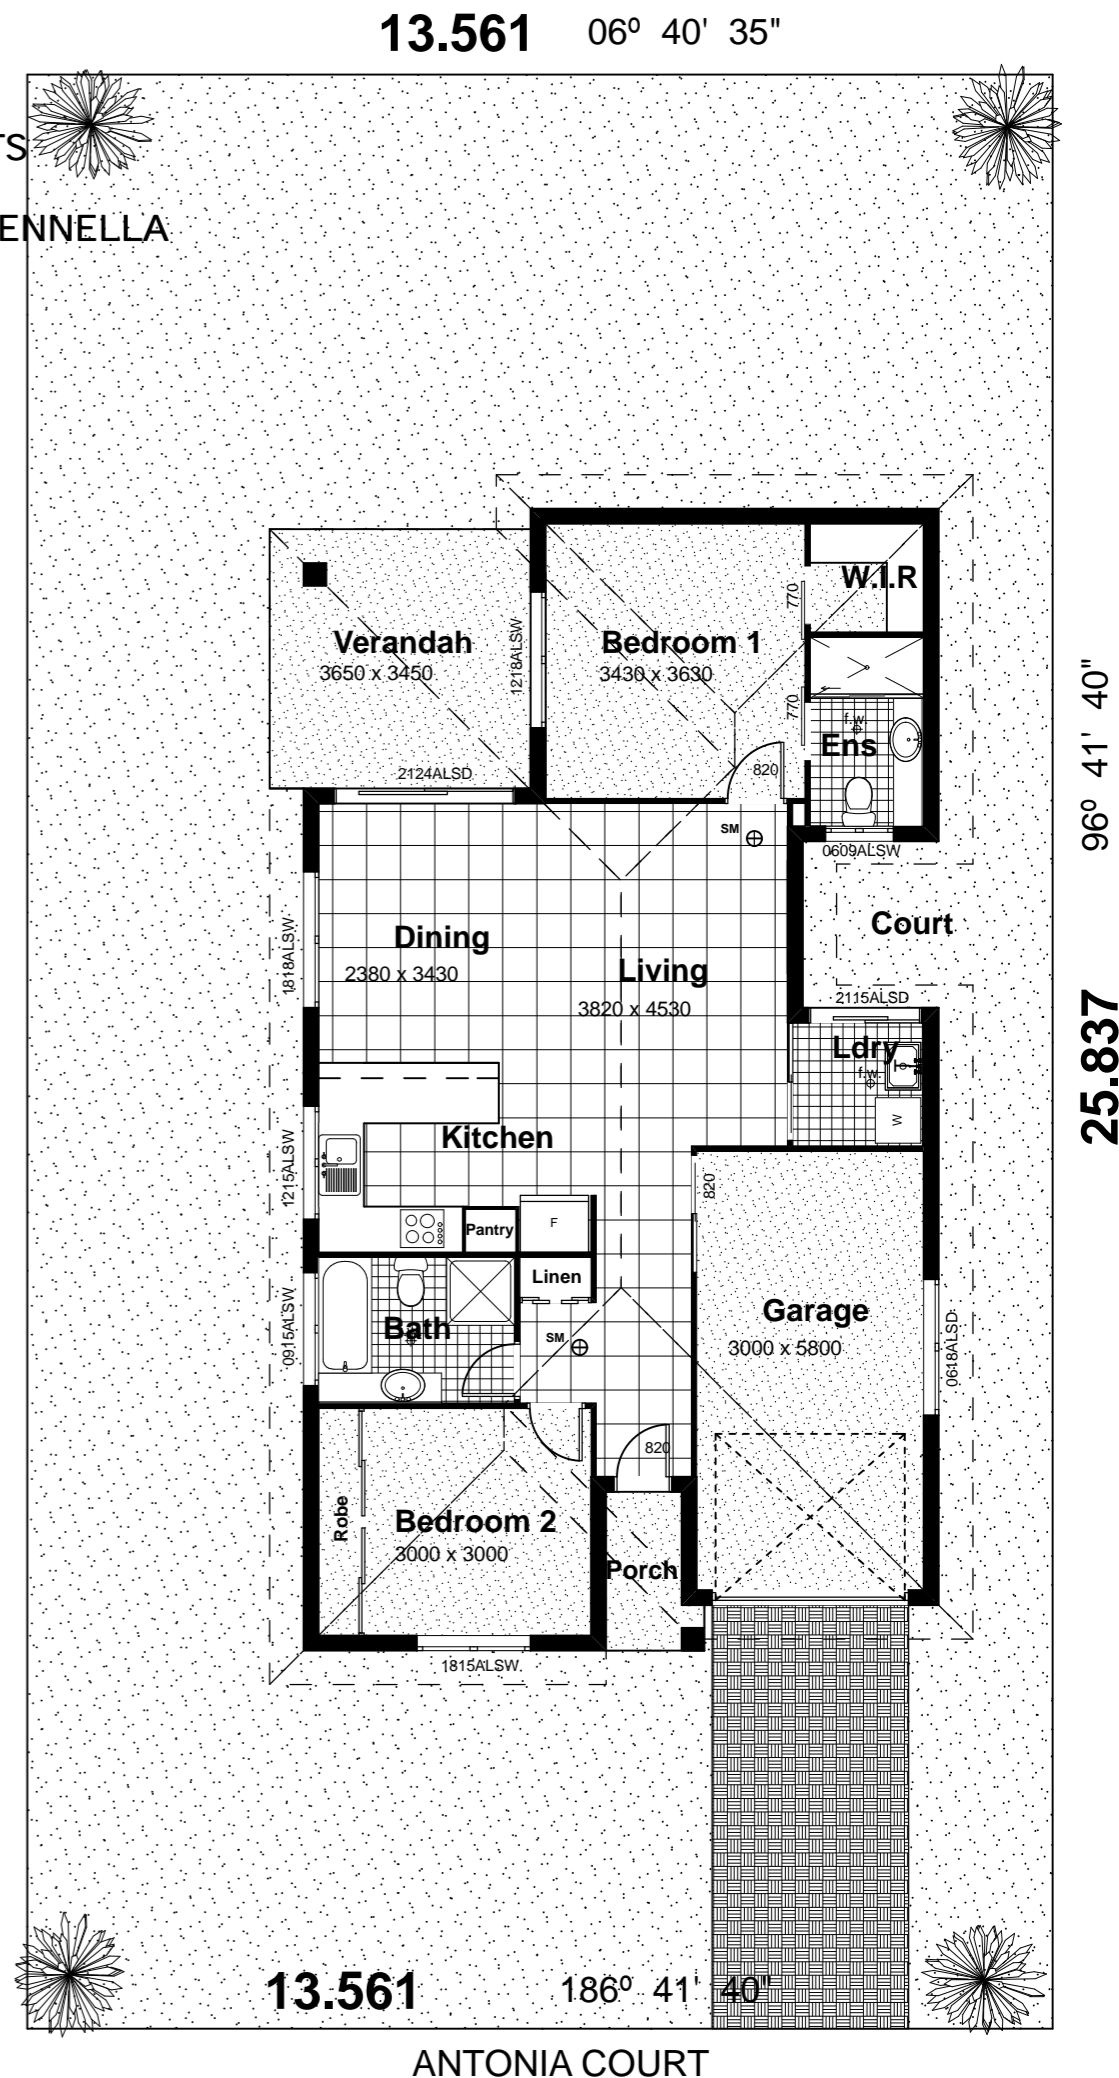 13.561 06º 40' 35"
TS
ENNELLA
W.I.R
770
Verandah
3650 x 3450
1218ALSW
Bedroom 1
3430 x 3630
770
f.w.
Ens
820
2124ALSD
SM
0609ALSW
96º 41' 40"
25.837
Court
Dining
2380 x 3430
1818ALSW
Living
3820 x 4530
2115ALSD
Ldry
f.w.
W
Kitchen
1215ALSW
820
Pantry
F
Linen
Bath
0915ALSW
SM
Garage
3000 x 5800
0618ALSD
820
Robe
Bedroom 2
3000 x 3000
Porch
1815ALSW
13.561 186º 41' 40"
ANTONIA COURT